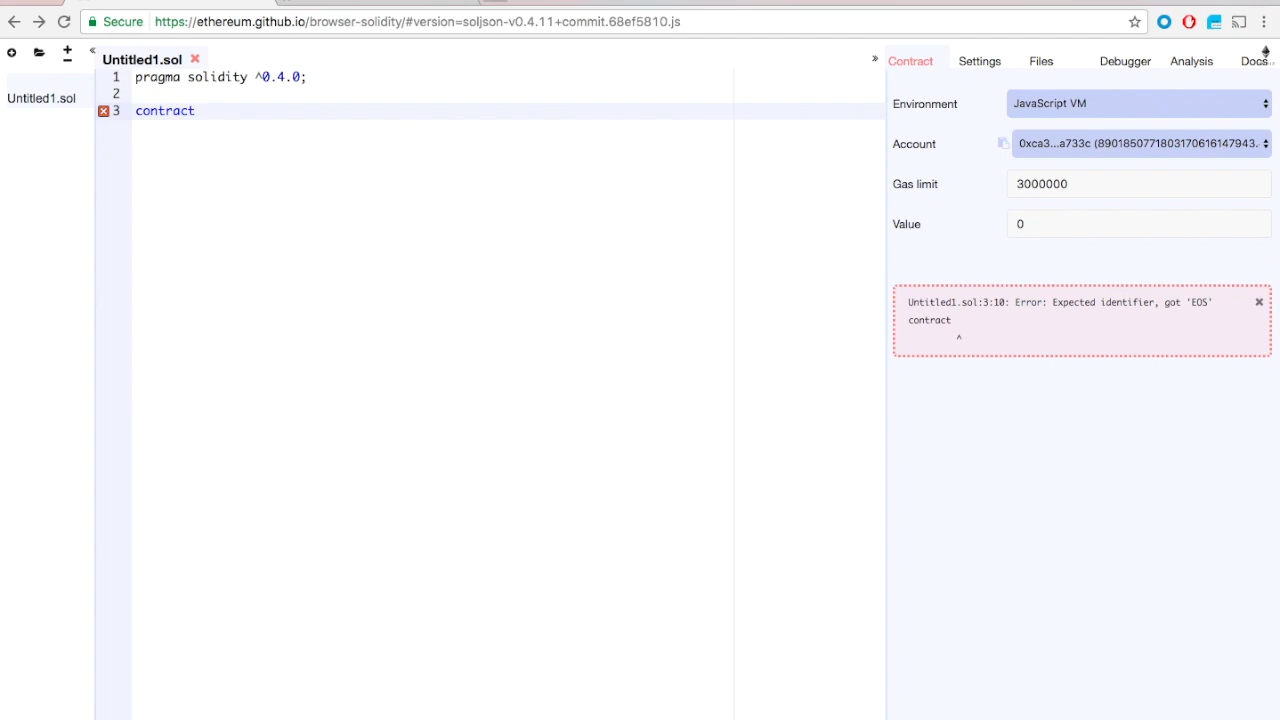 Secure https://ethereum.github.io/browser-solidity/#version=soljson-v0.4.11+commit.68ef5810.js
«
Untitled1.sol
»
Contract Settings Files Debugger Analysis Docs...
Untitled1.sol
1 pragma solidity ^0.4.0;
2
3 contract
Environment JavaScript VM
Account 0xca3...a733c (8901850771803170616147943.
Gas limit 3000000
Value 0
Untitled1.sol:3:10: Error: Expected identifier, got 'EOS'
contract
^